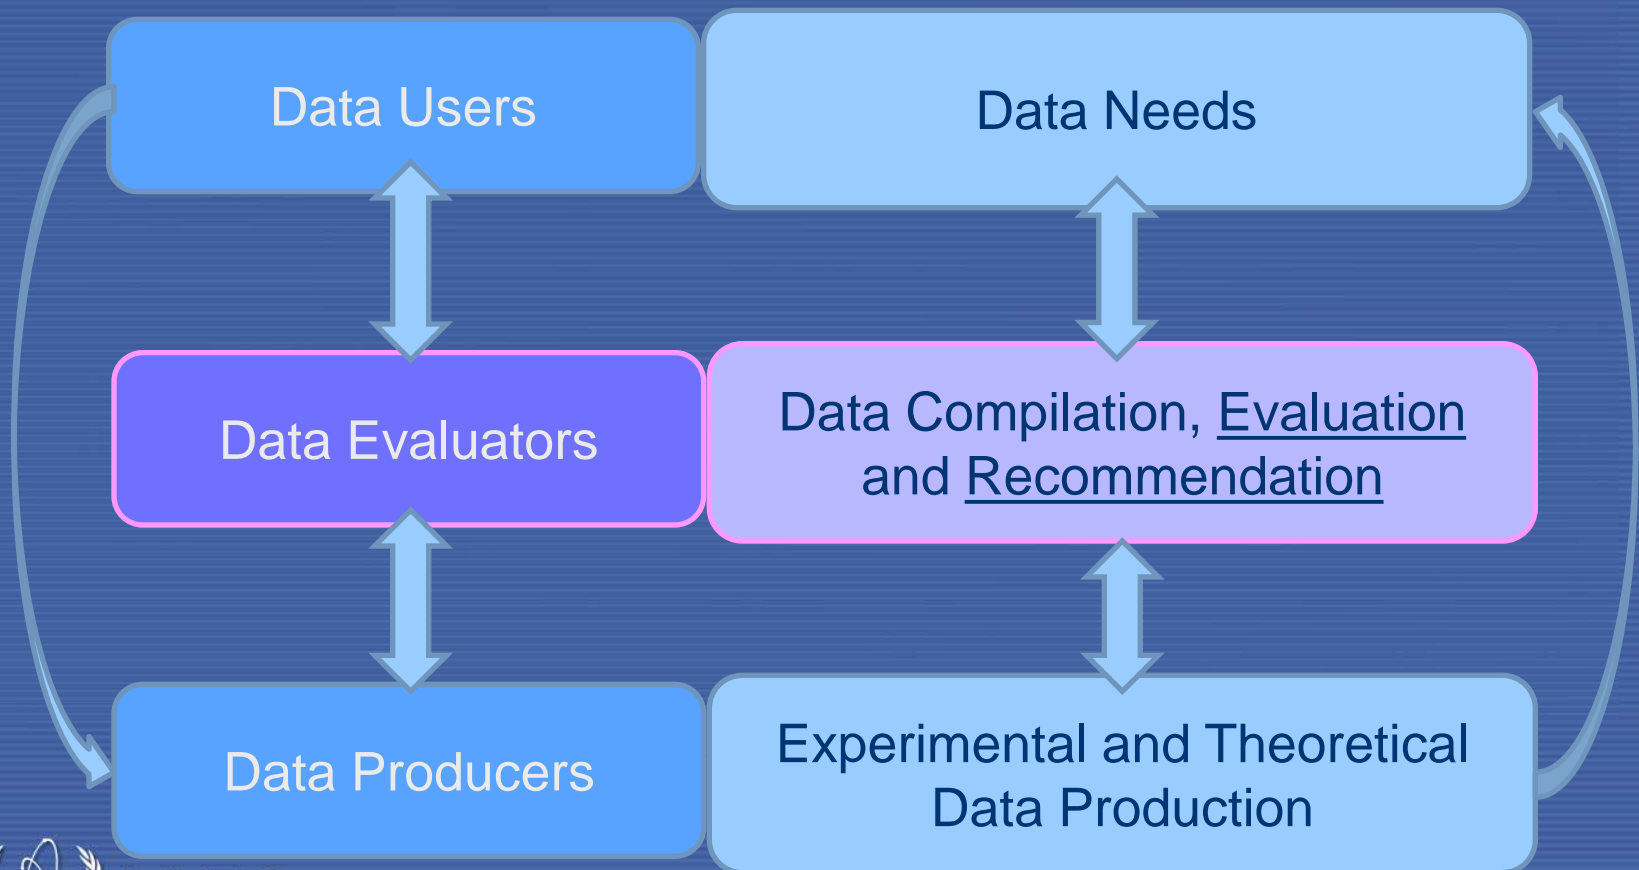 Data Users
Data Needs
Data Evaluators
Data Compilation, Evaluation
and Recommendation
Data Producers
Experimental and Theoretical
Data Production